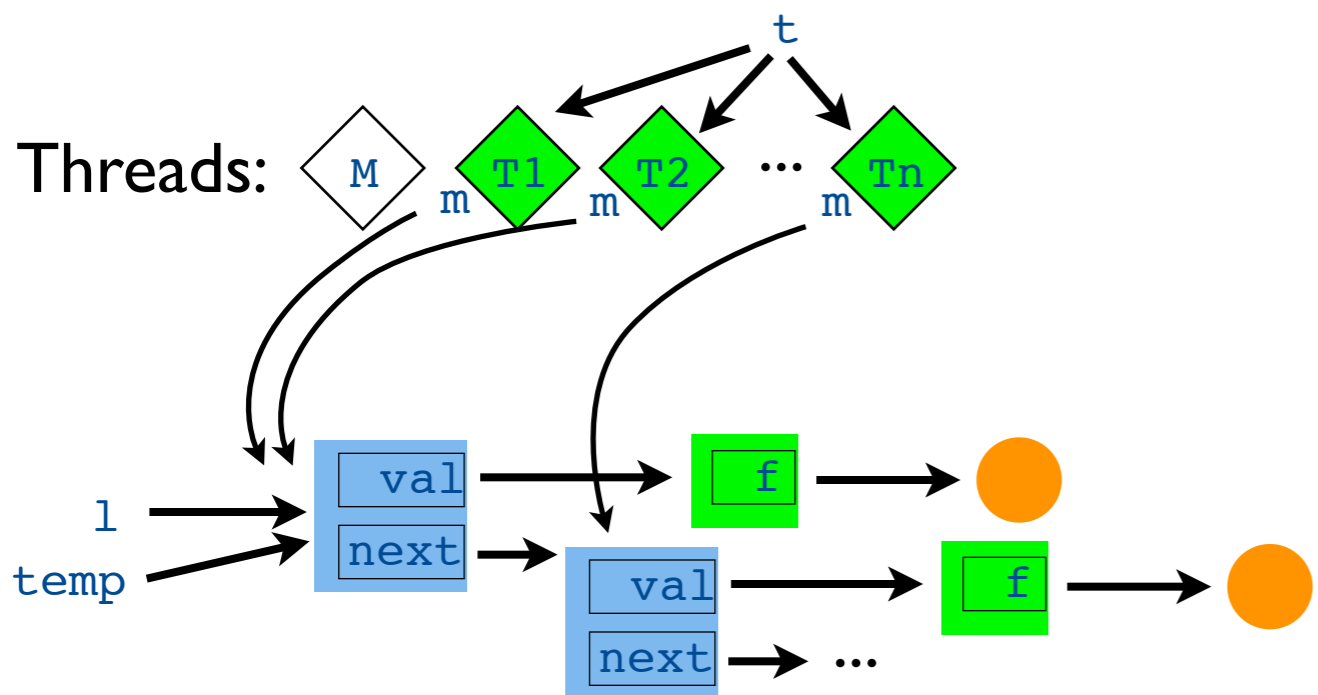 t
Threads: M T1 T2 ... Tn
m m m
val f
l
next
temp
val f
next ...